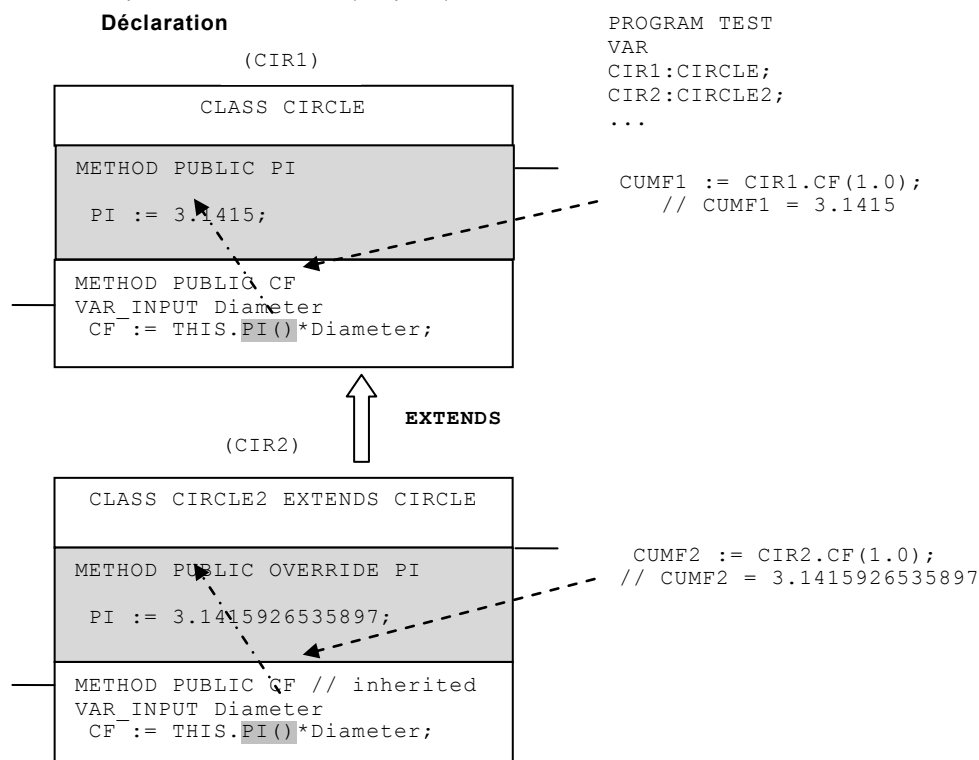 Déclaration
(CIR1)
CLASS CIRCLE
METHOD PUBLIC PI
PI := 3.1415;
METHOD PUBLIC CF
VAR_INPUT Diameter
CF := THIS.PI()*Diameter;
EXTENDS
(CIR2)
CLASS CIRCLE2 EXTENDS CIRCLE
METHOD PUBLIC OVERRIDE PI
PI := 3.1415926535897;
METHOD PUBLIC CF // inherited
VAR_INPUT Diameter
CF := THIS.PI()*Diameter;
PROGRAM TEST
VAR
CIR1:CIRCLE;
CIR2:CIRCLE2;
...
CUMF1 := CIR1.CF(1.0);
// CUMF1 = 3.1415
CUMF2 := CIR2.CF(1.0);
// CUMF2 = 3.1415926535897